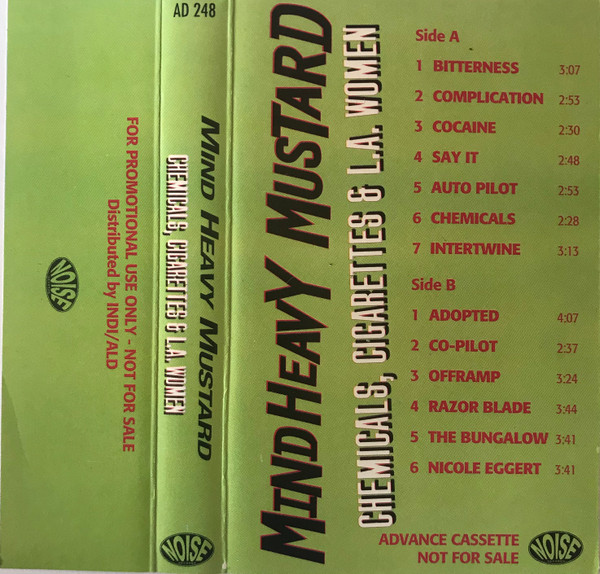 FOR PROMOTIONAL USE ONLY - NOT FOR SALE
Distributed by INDI/ALD
NOISE
AD 248
MIND HEAVY MUSTARD
CHEMICALS, CIGARETTES & L.A. WOMEN
NOISE
MIND HEAVY MUSTARD
CHEMICALS, CIGARETTES & L.A. WOMEN
Side A
1 BITTERNESS 3:07
2 COMPLICATION 2:53
3 COCAINE 2:30
4 SAY IT 2:48
5 AUTO PILOT 2:53
6 CHEMICALS 2:28
7 INTERTWINE 3:13
Side B
1 ADOPTED 4:07
2 CO-PILOT 2:37
3 OFFRAMP 3:24
4 RAZOR BLADE 3:44
5 THE BUNGALOW 3:41
6 NICOLE EGGERT 3:41
ADVANCE CASSETTE
NOT FOR SALE
NOISE